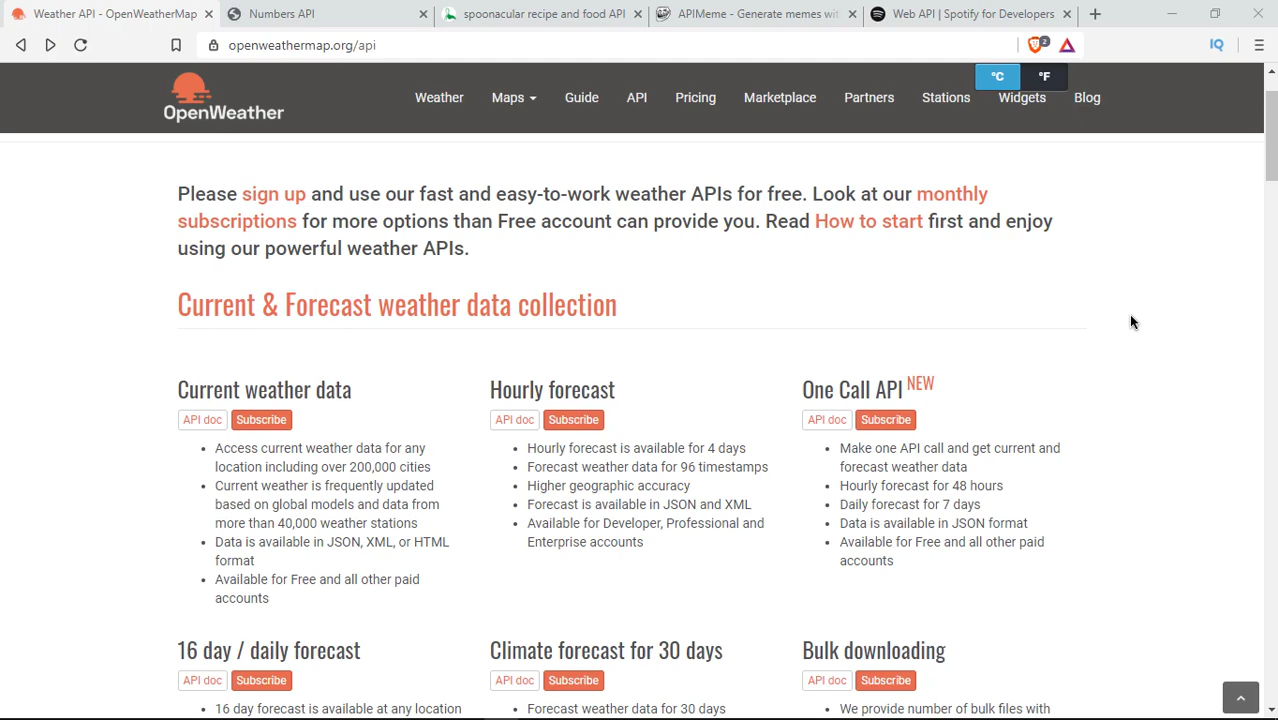 Weather API - OpenWeatherMap
Numbers API
spoonacular recipe and food API
APIMeme - Generate memes wit
Web API | Spotify for Developers
openweathermap.org/api
2
IQ
°C
°F
OpenWeather
Weather
Maps
Guide
API
Pricing
Marketplace
Partners
Stations
Widgets
Blog
Please sign up and use our fast and easy-to-work weather APIs for free. Look at our monthly
subscriptions for more options than Free account can provide you. Read How to start first and enjoy
using our powerful weather APIs.
Current & Forecast weather data collection
Current weather data
API doc
Subscribe
Access current weather data for any
location including over 200,000 cities
Current weather is frequently updated
based on global models and data from
more than 40,000 weather stations
Data is available in JSON, XML, or HTML
format
Available for Free and all other paid
accounts
Hourly forecast
API doc
Subscribe
Hourly forecast is available for 4 days
Forecast weather data for 96 timestamps
Higher geographic accuracy
Forecast is available in JSON and XML
Available for Developer, Professional and
Enterprise accounts
One Call API NEW
API doc
Subscribe
Make one API call and get current and
forecast weather data
Hourly forecast for 48 hours
Daily forecast for 7 days
Data is available in JSON format
Available for Free and all other paid
accounts
16 day / daily forecast
API doc
Subscribe
16 day forecast is available at any location
Climate forecast for 30 days
API doc
Subscribe
Forecast weather data for 30 days
Bulk downloading
API doc
Subscribe
We provide number of bulk files with